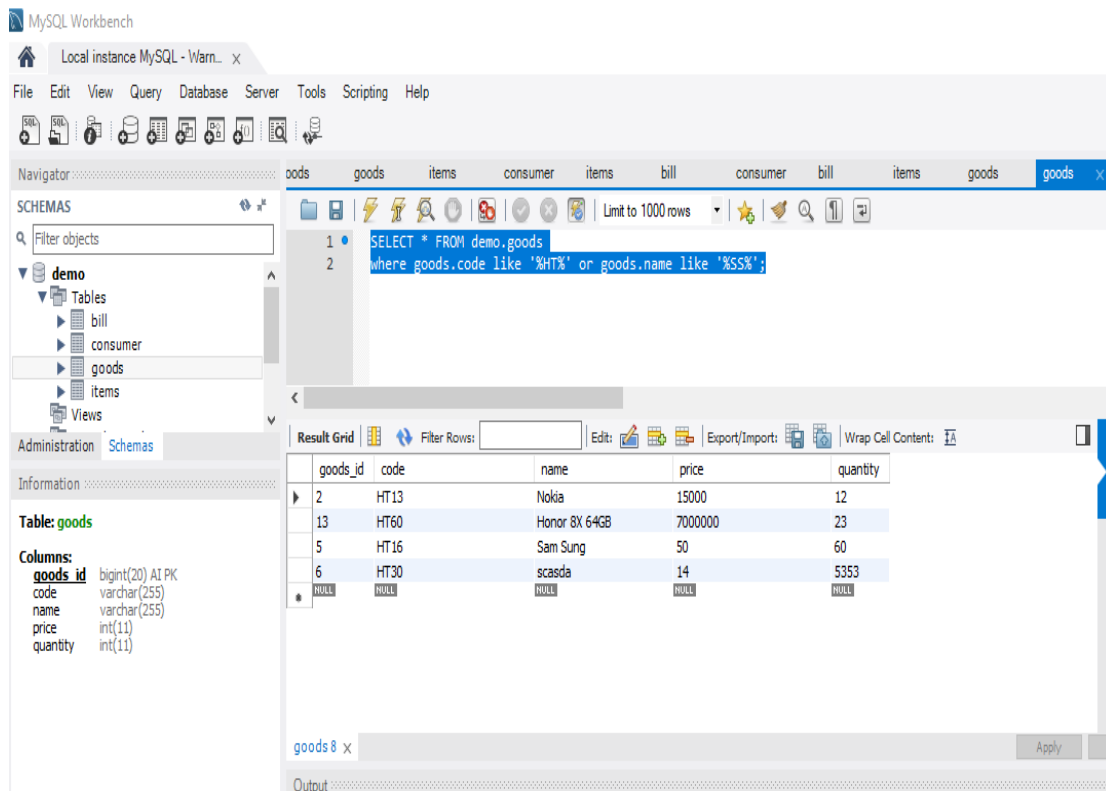 MySQL Workbench
Local instance MySQL - Warn... x
File Edit View Query Database Server Tools Scripting Help
Navigator
oods goods items consumer items bill consumer bill items goods goods x
SCHEMAS
Limit to 1000 rows
Filter objects
1 SELECT * FROM demo.goods
2 where goods.code like '%HT%' or goods.name like '%SS%';
demo
Tables
bill
consumer
goods
items
Views
Administration Schemas
Result Grid Filter Rows: Edit: Export/Import: Wrap Cell Content: IA
goods_id code name price quantity
2 HT13 Nokia 15000 12
13 HT60 Honor 8X 64GB 7000000 23
5 HT16 Sam Sung 50 60
6 HT30 scasda 14 5353
NULL NULL NULL NULL NULL
Information
Table: goods
Columns:
goods_id bigint(20) AI PK
code varchar(255)
name varchar(255)
price int(11)
quantity int(11)
goods 8 x
Apply
Output